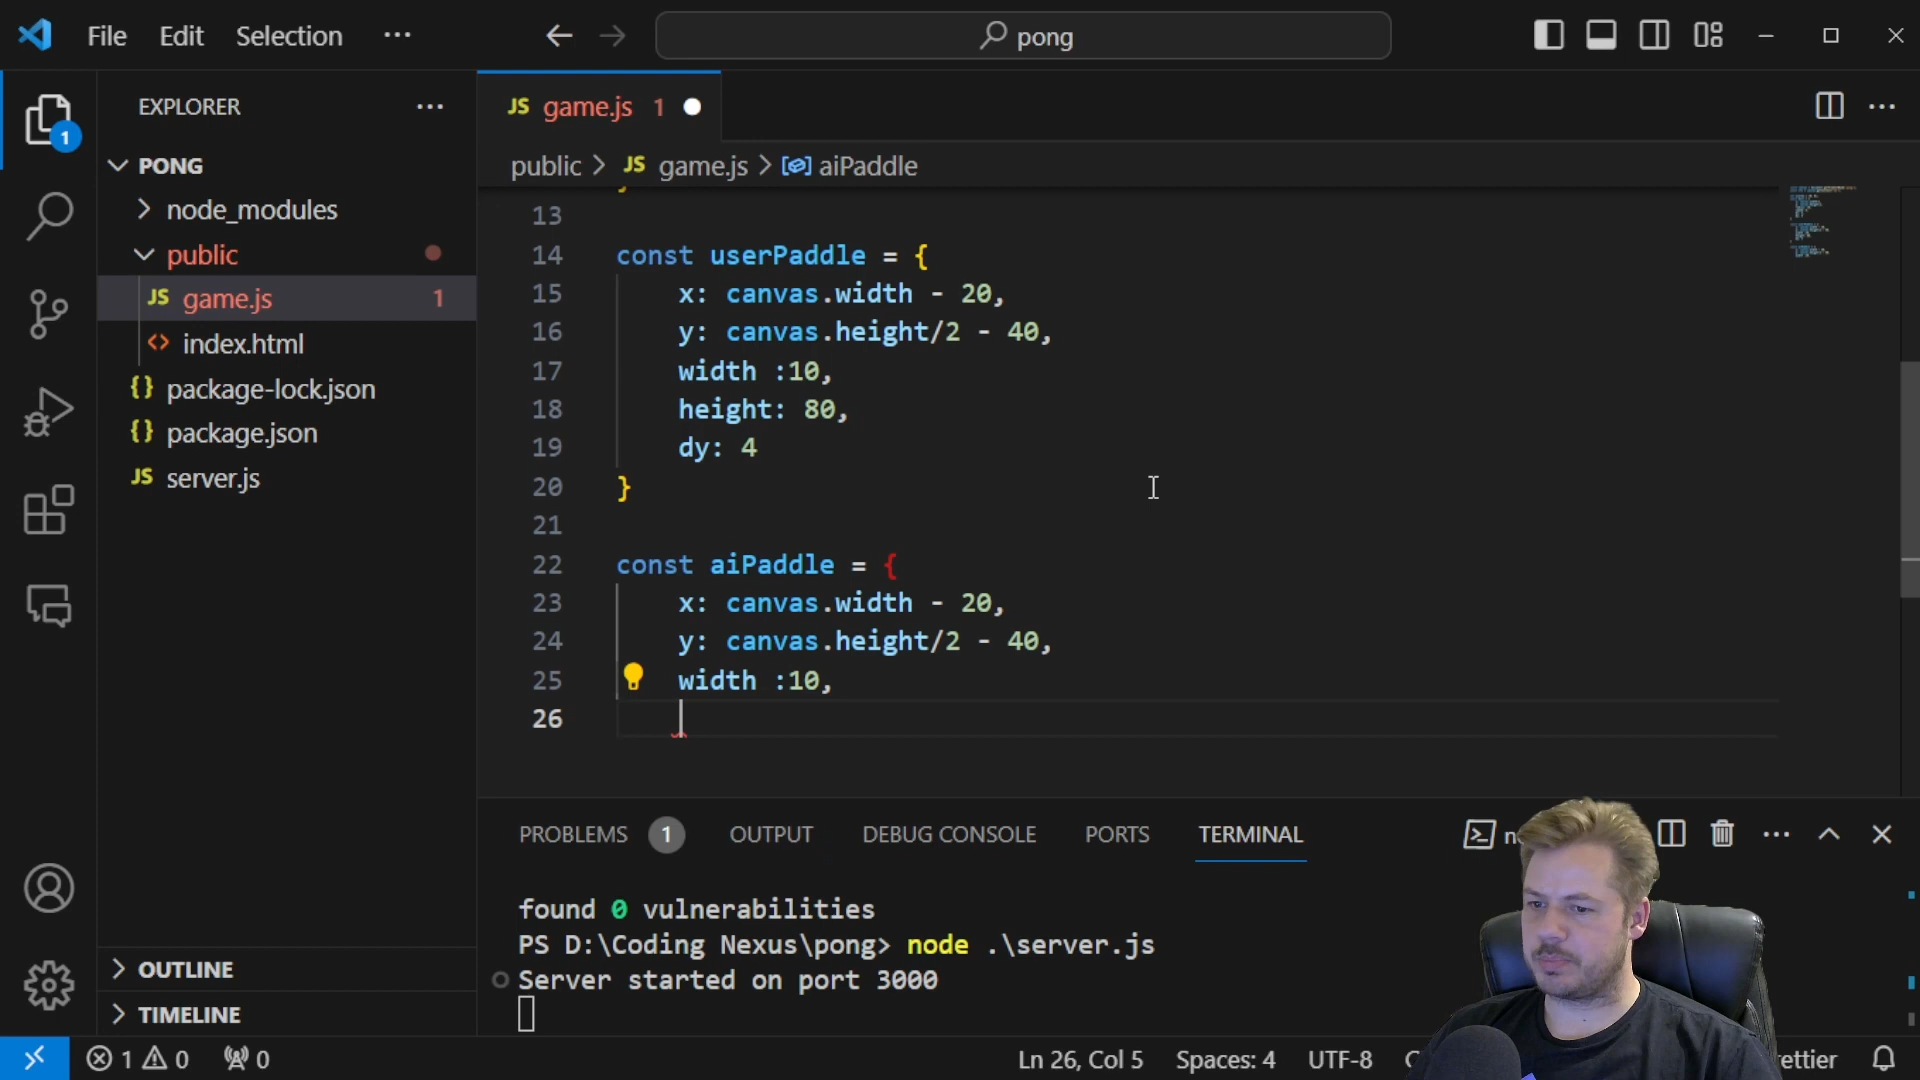 File Edit Selection ...
pong
EXPLORER ...
PONG
node_modules
public
JS game.js 1
<> index.html
{} package-lock.json
{} package.json
JS server.js
OUTLINE
TIMELINE
1
JS game.js 1
public > JS game.js > aiPaddle
13
14 const userPaddle = {
15 x: canvas.width - 20,
16 y: canvas.height/2 - 40,
17 width :10,
18 height: 80,
19 dy: 4
20 }
21
22 const aiPaddle = {
23 x: canvas.width - 20,
24 y: canvas.height/2 - 40,
25 width :10,
26
PROBLEMS 1 OUTPUT DEBUG CONSOLE PORTS TERMINAL
found 0 vulnerabilities
PS D:\Coding Nexus\pong> node .\server.js
Server started on port 3000
1 0 0 Ln 26, Col 5 Spaces: 4 UTF-8